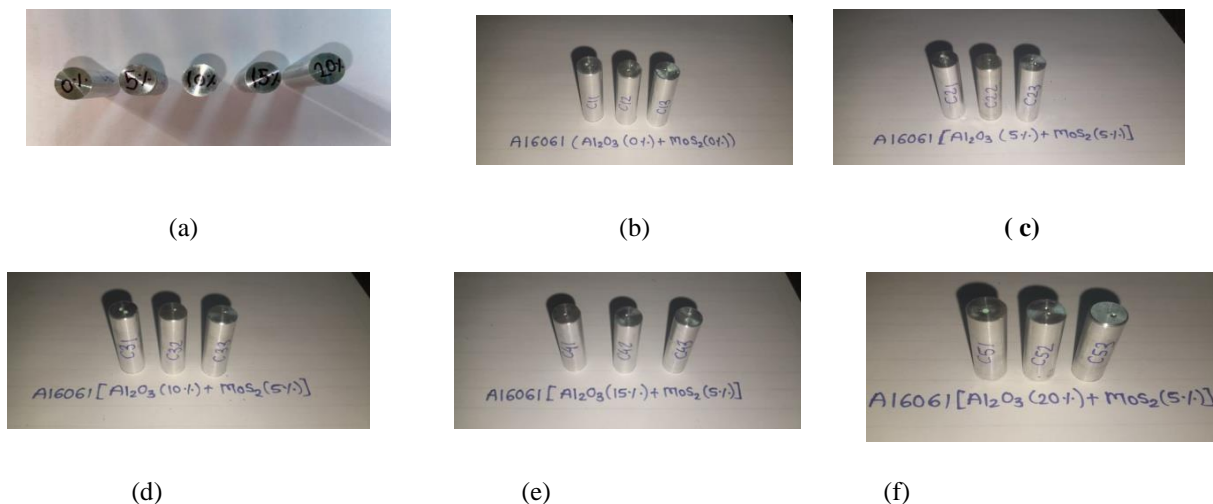 0% 5% 10% 15% 20%
C11 C12 C13
Al6061 (Al₂O₃ (0%) + MoS₂(0%))
C21 C22 C23
Al6061 [Al₂O₃ (5%) + MoS₂(5%)]
(a) (b) ( c)
C31 C32 C33
Al6061 [Al₂O₃ (10%) + MoS₂(5%)]
C41 C42 C43
Al6061 [Al₂O₃(15%) + MoS₂(5%)]
C51 C52 C53
Al6061 [Al₂O₃(20%) + MoS₂(5%)]
(d) (e) (f)